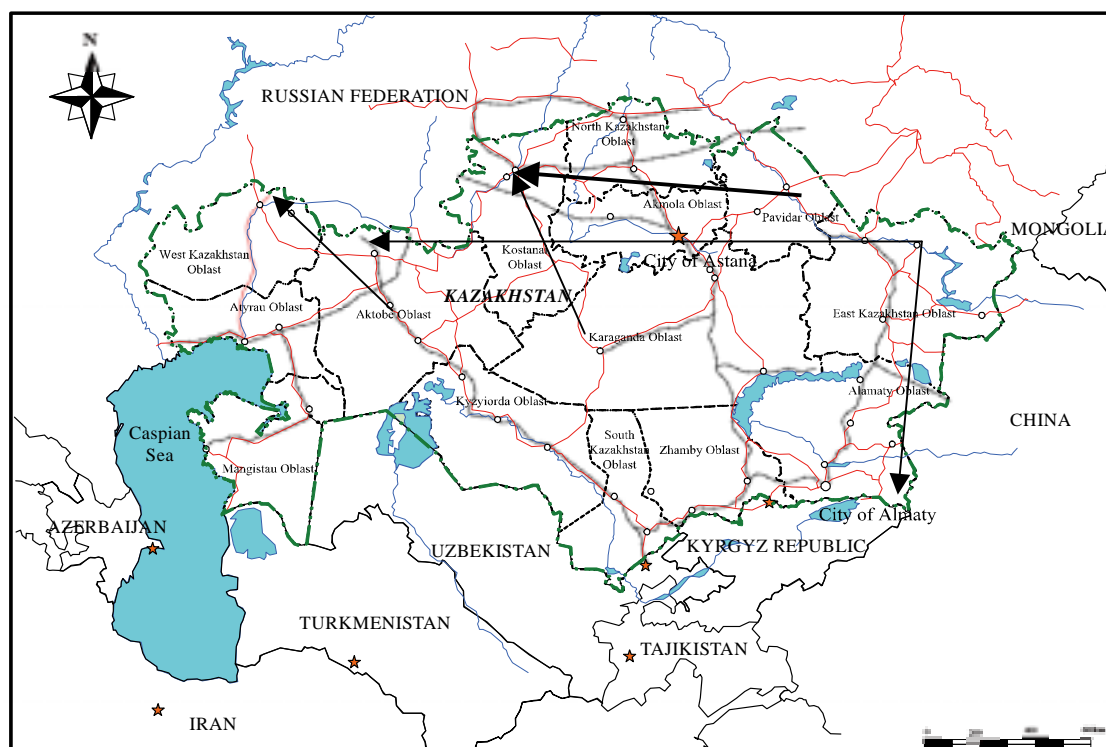 N
RUSSIAN FEDERATION
North Kazakhstan
Oblast
Akmola Oblast
Pavidar Oblast
MONGOLIA
West Kazakhstan
Oblast
Kostanai
Oblast
City of Astana
KAZAKHSTAN
Atyrau Oblast
Aktobe Oblast
East Kazakhstan Oblast
Karaganda Oblast
Alamaty Oblast
Kyzyiorda Oblast
CHINA
Caspian
Sea
South
Kazakhstan
Oblast
Zhamby Oblast
Mangistau Oblast
City of Almaty
AZERBAIJAN
UZBEKISTAN
KYRGYZ REPUBLIC
TURKMENISTAN
TAJIKISTAN
IRAN